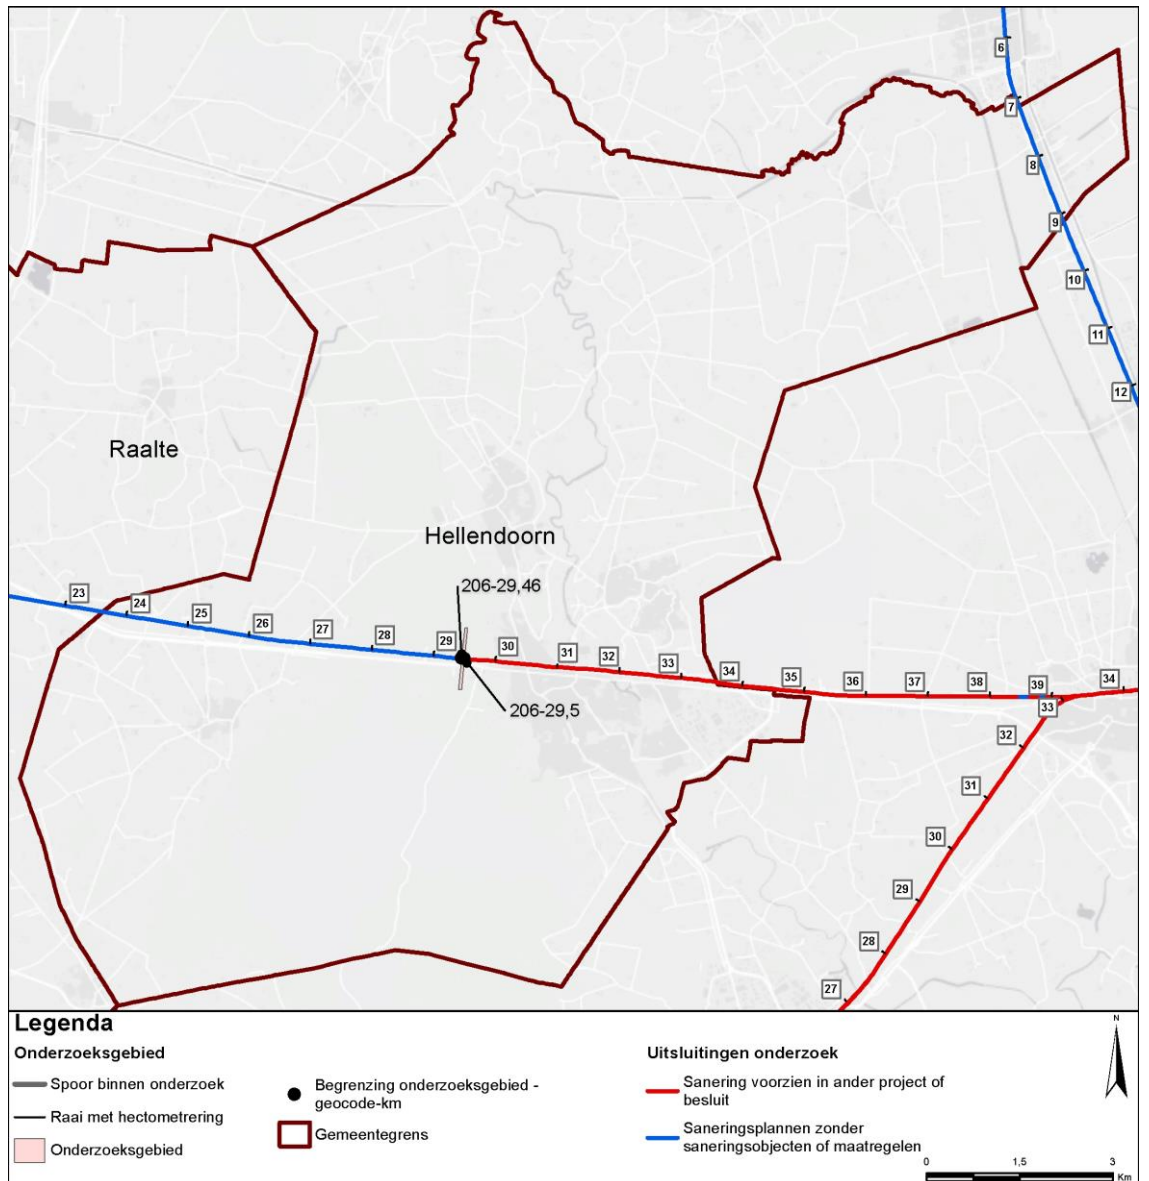 6
7
8
9
10
11
12
Raalte
Hellendoorn
206-29,46
23
24
25
26
27
28
29
30
31
32
33
34
35
36
37
38
39
34
33
206-29,5
32
31
30
29
28
27
Legenda
Onderzoeksgebied
Spoor binnen onderzoek
Raai met hectometrering
Onderzoeksgebied
Begrenzing onderzoeksgebied -
geocode-km
Gemeentegrens
Uitsluitingen onderzoek
Sanering voorzien in ander project of
besluit
Saneringsplannen zonder
saneringsobjecten of maatregelen
N
0 1,5 3
Km